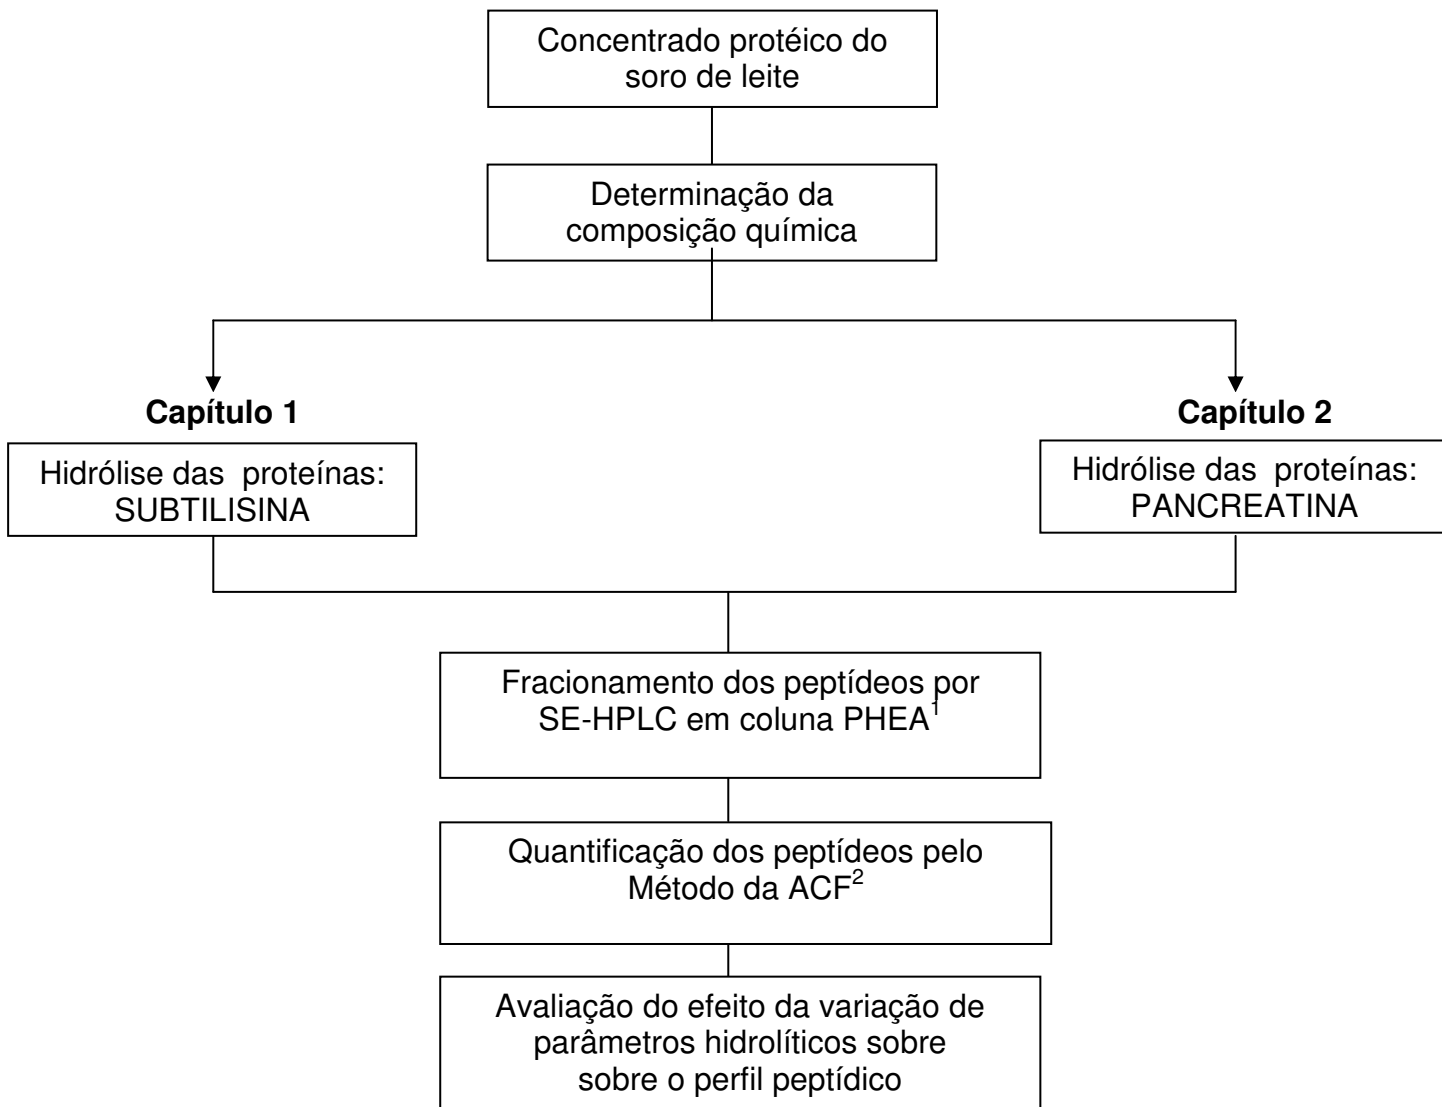 Concentrado protéico do
soro de leite
Determinação da
composição química
Capítulo 1
Capítulo 2
Hidrólise das proteínas:
SUBTILISINA
Hidrólise das proteínas:
PANCREATINA
Fracionamento dos peptídeos por
SE-HPLC em coluna PHEA¹
Quantificação dos peptídeos pelo
Método da ACF²
Avaliação do efeito da variação de
parâmetros hidrolíticos sobre
sobre o perfil peptídico